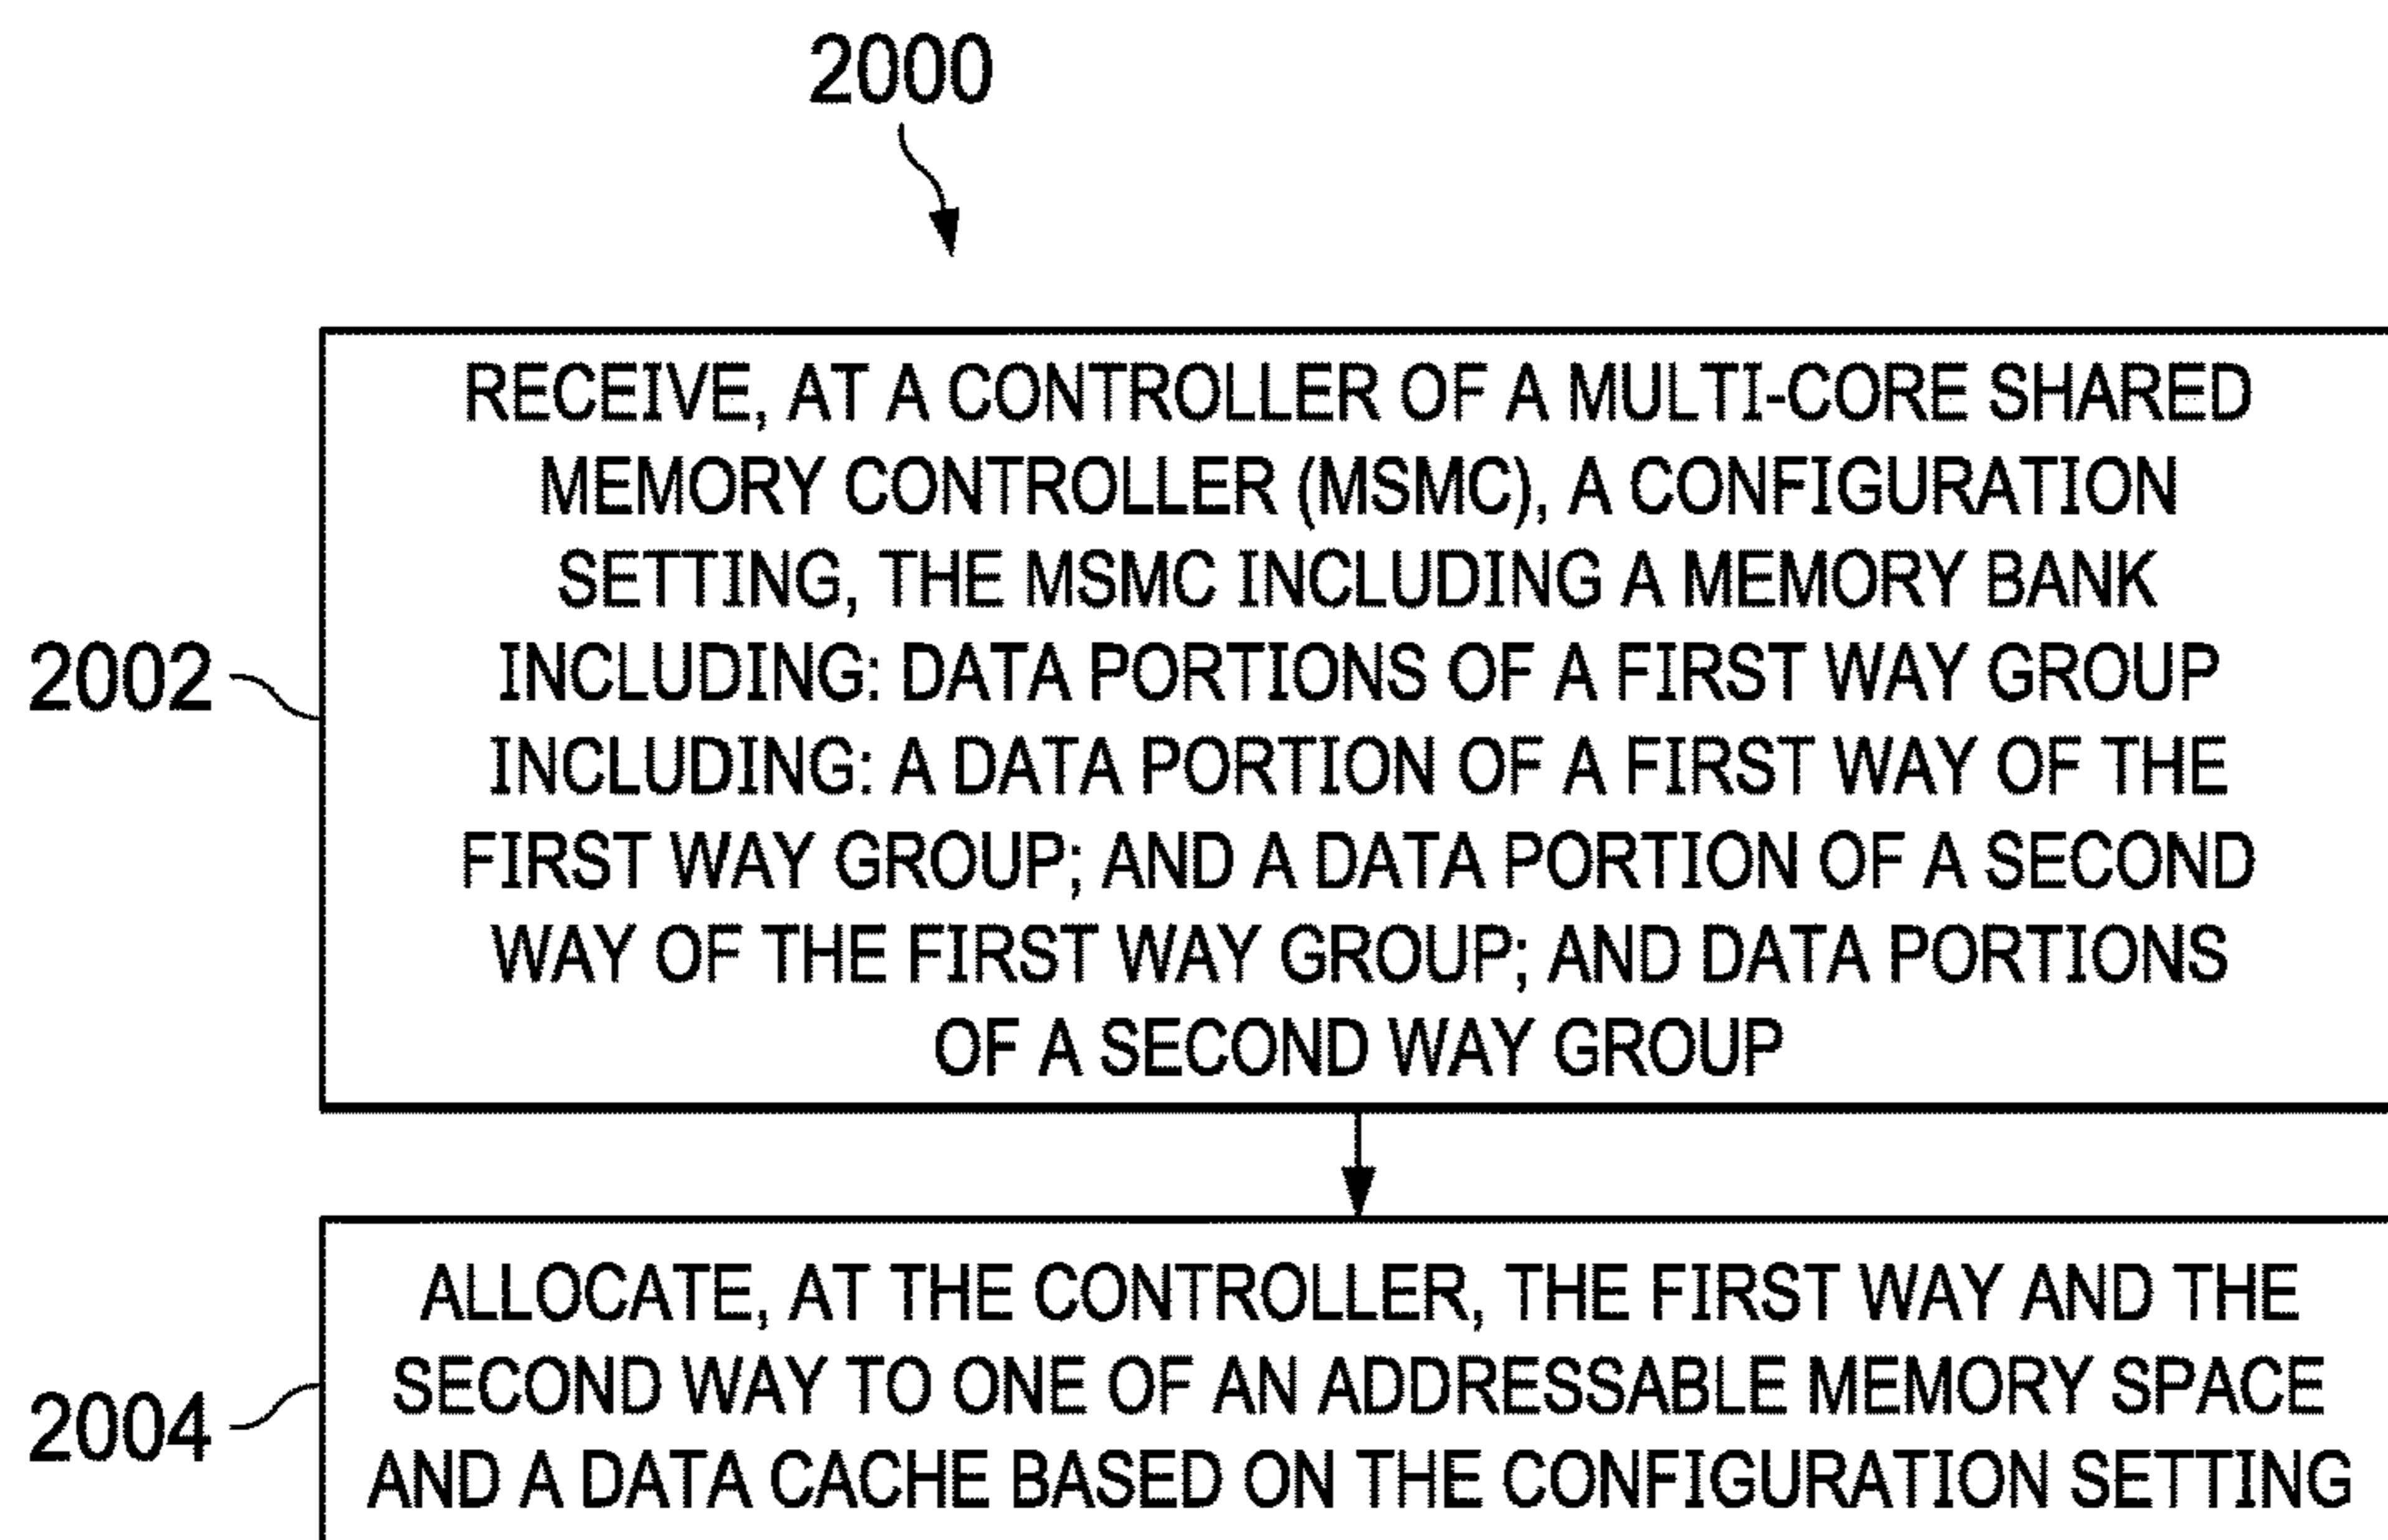 2000
RECEIVE, AT A CONTROLLER OF A MULTI-CORE SHARED
MEMORY CONTROLLER (MSMC), A CONFIGURATION
SETTING, THE MSMC INCLUDING A MEMORY BANK
INCLUDING: DATA PORTIONS OF A FIRST WAY GROUP
INCLUDING: A DATA PORTION OF A FIRST WAY OF THE
FIRST WAY GROUP; AND A DATA PORTION OF A SECOND
WAY OF THE FIRST WAY GROUP; AND DATA PORTIONS
OF A SECOND WAY GROUP
2002
ALLOCATE, AT THE CONTROLLER, THE FIRST WAY AND THE
SECOND WAY TO ONE OF AN ADDRESSABLE MEMORY SPACE
AND A DATA CACHE BASED ON THE CONFIGURATION SETTING
2004